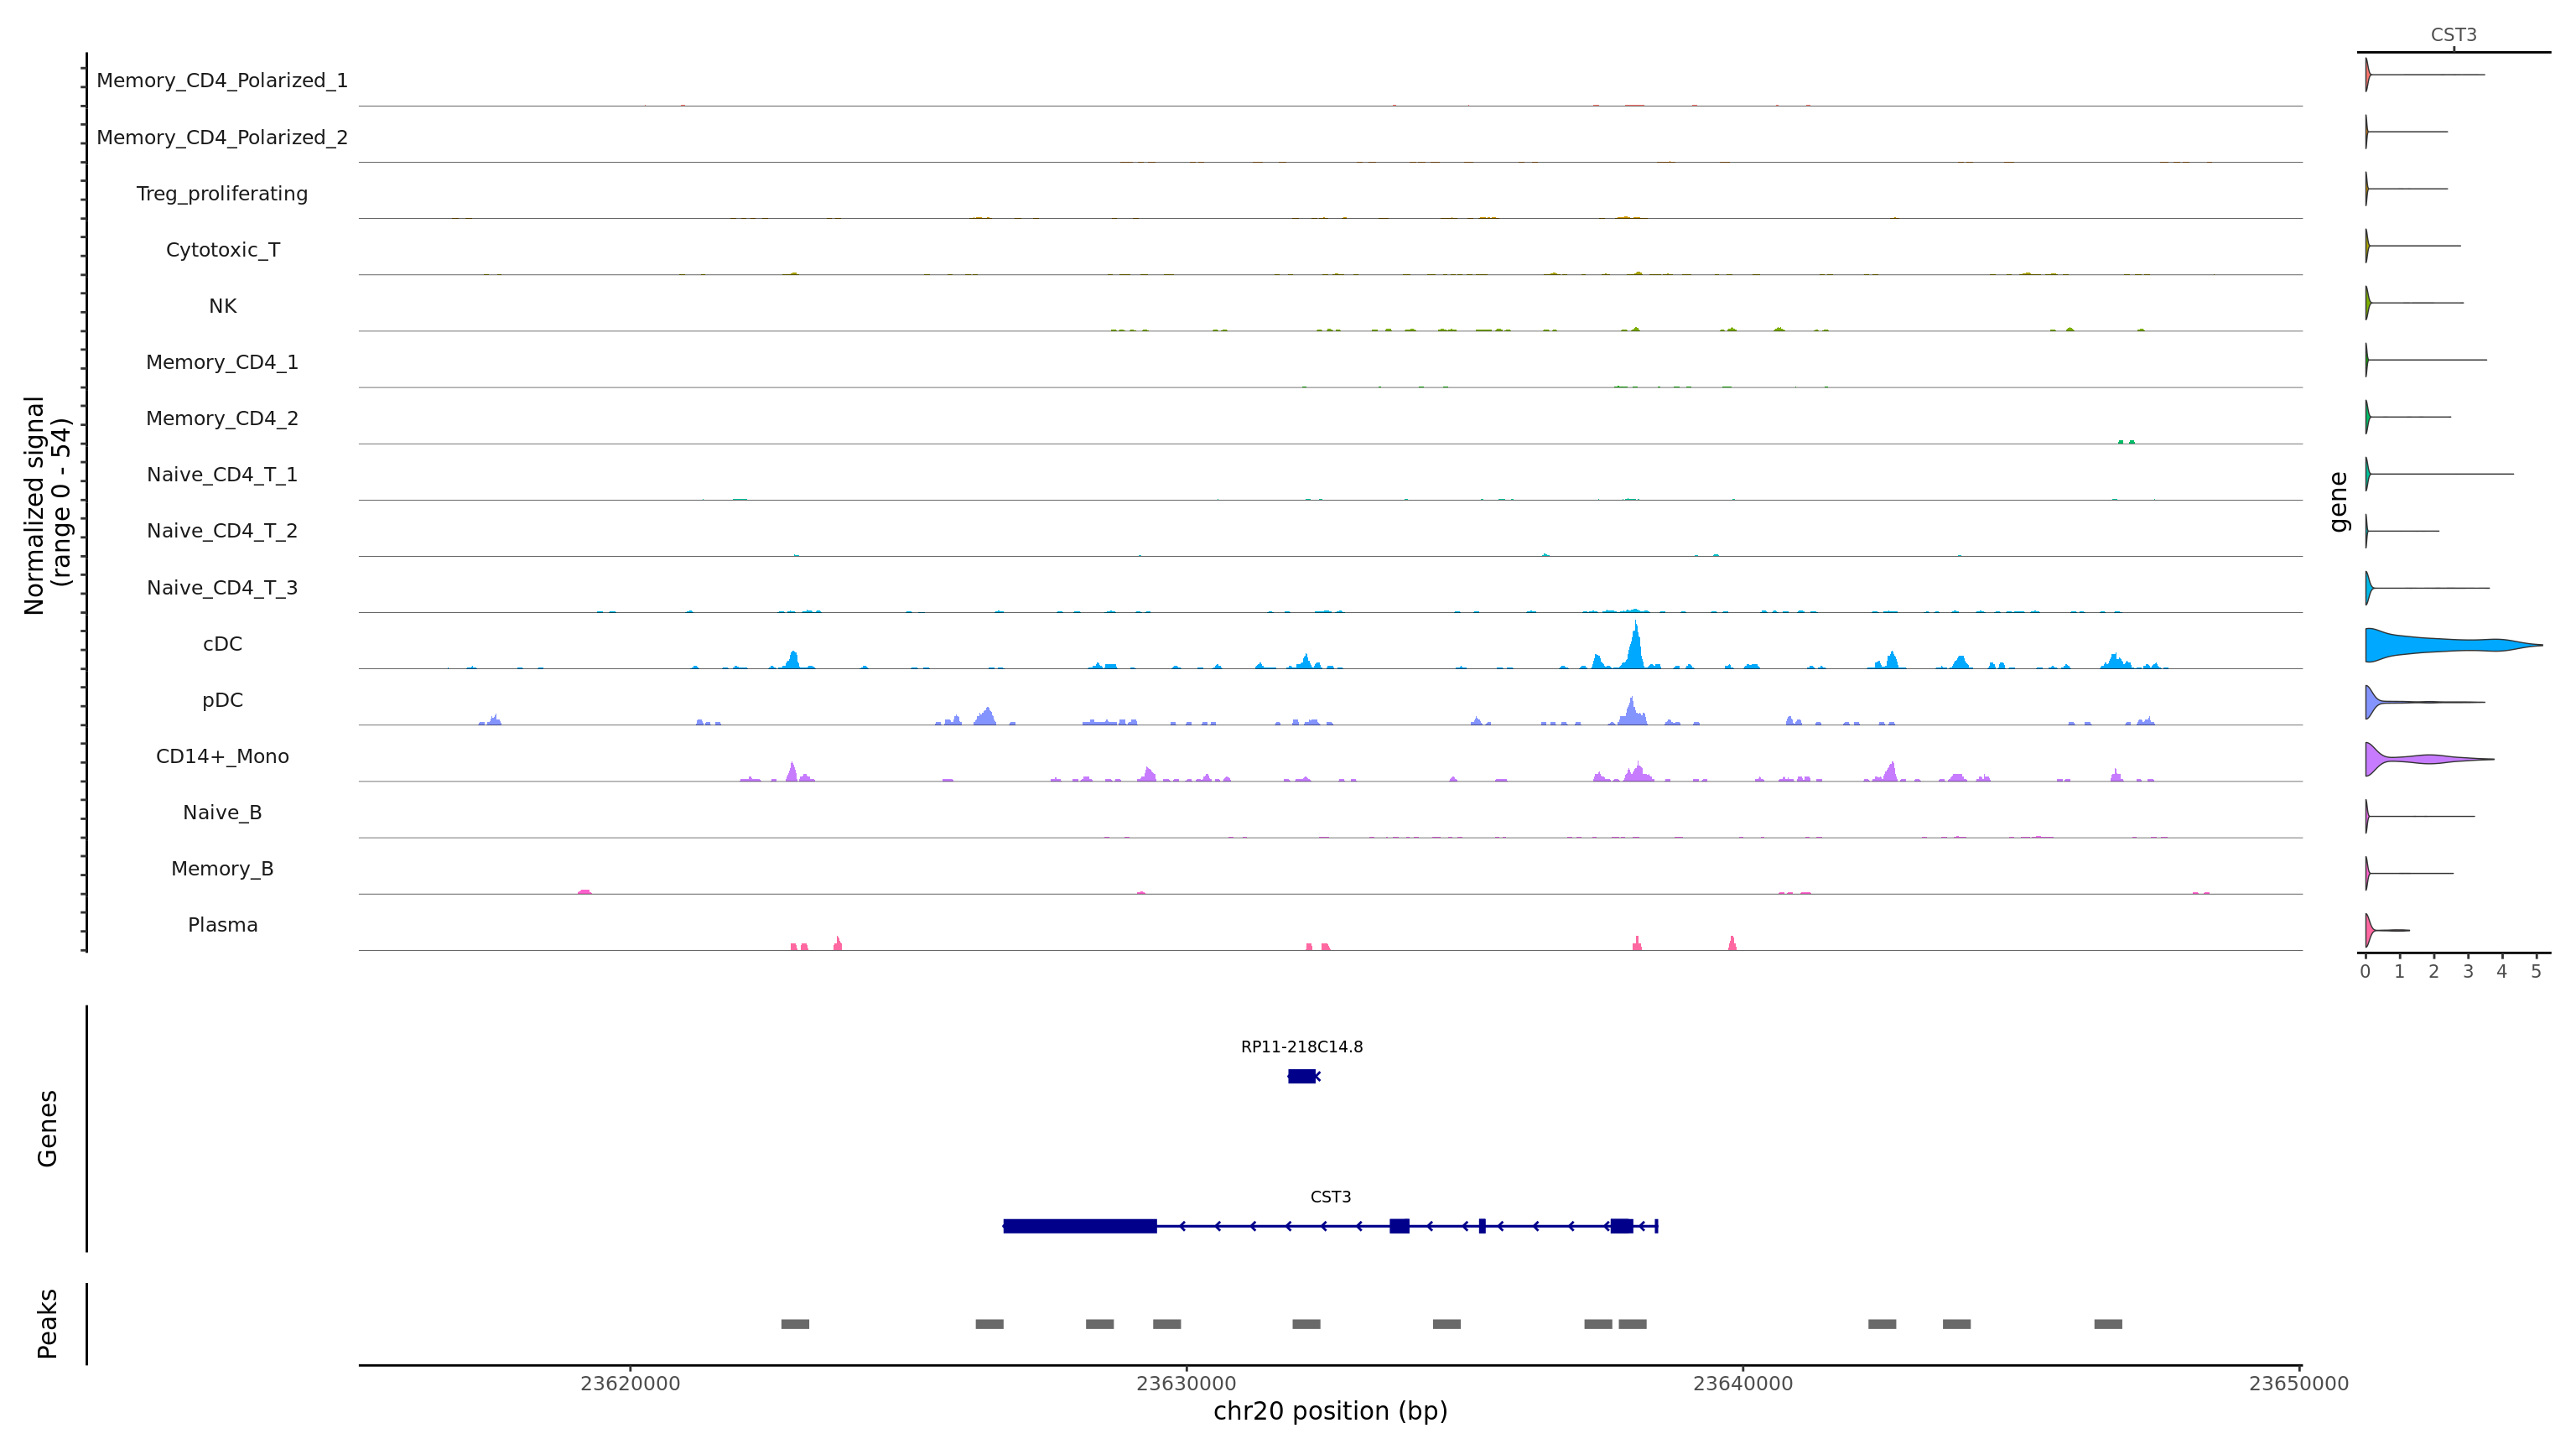 CST3
Memory_CD4_Polarized_1
Memory_CD4_Polarized_2
Treg_proliferating
Cytotoxic_T
NK
Memory_CD4_1
Memory_CD4_2
Naive_CD4_T_1
Naive_CD4_T_2
Naive_CD4_T_3
cDC
pDC
CD14+_Mono
Naive_B
Memory_B
Plasma
Normalized signal
(range 0 - 54)
gene
0 1 2 3 4 5
Genes
RP11-218C14.8
CST3
Peaks
23620000 23630000 23640000 23650000
chr20 position (bp)